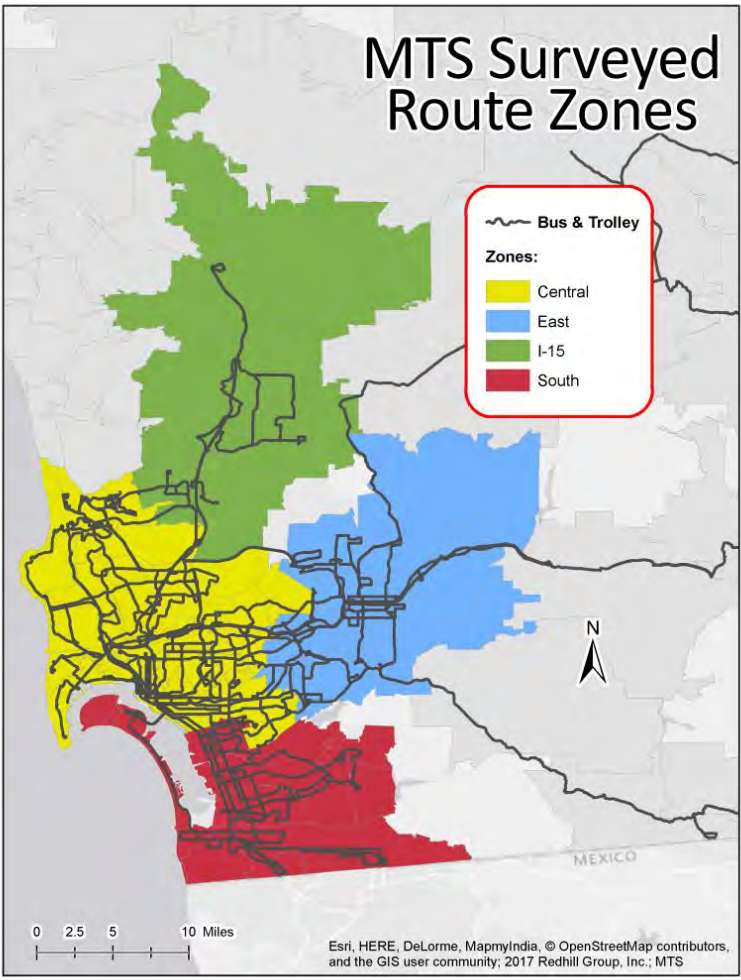 MTS Surveyed
Route Zones
Bus & Trolley
Zones:
Central
East
I-15
South
N
MEXICO
0 2.5 5 10 Miles
Esri, HERE, DeLorme, MapmyIndia, © OpenStreetMap contributors,
and the GIS user community; 2017 Redhill Group, Inc.; MTS